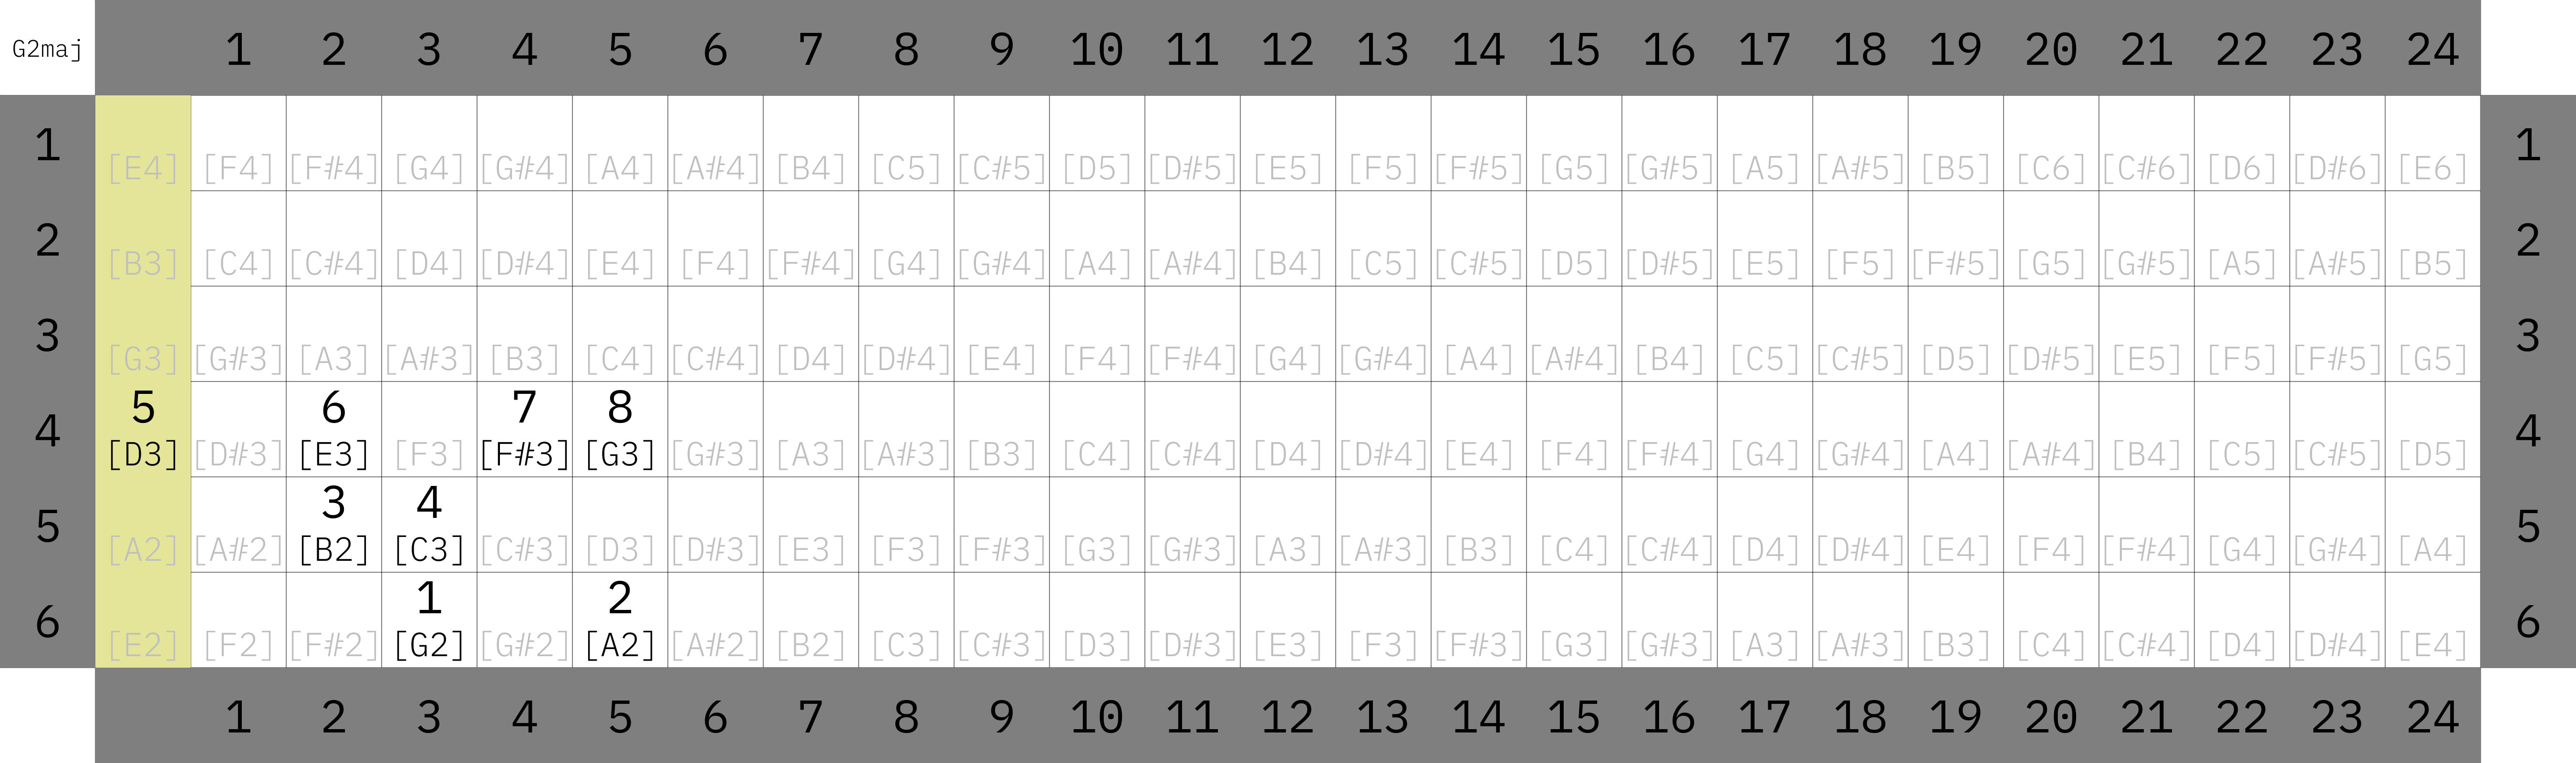 G2maj 1 2 3 4 5 6 7 8 9 10 11 12 13 14 15 16 17 18 19 20 21 22 23 24
1 [E4] [F4] [F#4] [G4] [G#4] [A4] [A#4] [B4] [C5] [C#5] [D5] [D#5] [E5] [F5] [F#5] [G5] [G#5] [A5] [A#5] [B5] [C6] [C#6] [D6] [D#6] [E6] 1
2 [B3] [C4] [C#4] [D4] [D#4] [E4] [F4] [F#4] [G4] [G#4] [A4] [A#4] [B4] [C5] [C#5] [D5] [D#5] [E5] [F5] [F#5] [G5] [G#5] [A5] [A#5] [B5] 2
3 [G3] [G#3] [A3] [A#3] [B3] [C4] [C#4] [D4] [D#4] [E4] [F4] [F#4] [G4] [G#4] [A4] [A#4] [B4] [C5] [C#5] [D5] [D#5] [E5] [F5] [F#5] [G5] 3
5 6 7 8
4 [D3] [D#3] [E3] [F3] [F#3] [G3] [G#3] [A3] [A#3] [B3] [C4] [C#4] [D4] [D#4] [E4] [F4] [F#4] [G4] [G#4] [A4] [A#4] [B4] [C5] [C#5] [D5] 4
3 4
5 [A2] [A#2] [B2] [C3] [C#3] [D3] [D#3] [E3] [F3] [F#3] [G3] [G#3] [A3] [A#3] [B3] [C4] [C#4] [D4] [D#4] [E4] [F4] [F#4] [G4] [G#4] [A4] 5
1 2
6 [E2] [F2] [F#2] [G2] [G#2] [A2] [A#2] [B2] [C3] [C#3] [D3] [D#3] [E3] [F3] [F#3] [G3] [G#3] [A3] [A#3] [B3] [C4] [C#4] [D4] [D#4] [E4] 6
1 2 3 4 5 6 7 8 9 10 11 12 13 14 15 16 17 18 19 20 21 22 23 24